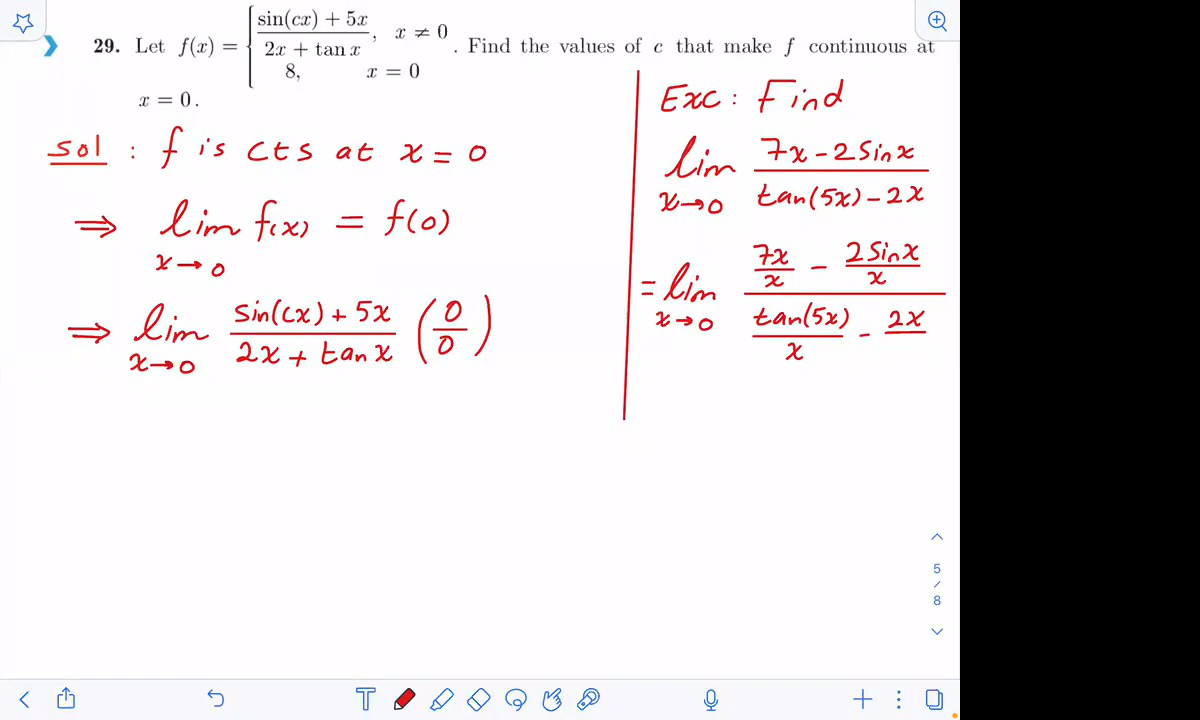 29. Let f(x) = { (sin(cx) + 5x)/(2x + tan x), x ≠ 0 . Find the values of c that make f continuous at
8, x = 0
x = 0.
sol : f is cts at x = 0
⇒ lim x→0 f(x) = f(0)
⇒ lim x→0 (sin(cx) + 5x)/(2x + tan x) (0/0)
Exc : Find
lim x→0 (7x − 2 sin x)/(tan(5x) − 2x)
= lim x→0 (7x/x − 2 sin x/x)/(tan(5x)/x − 2x/
5
/
8
T